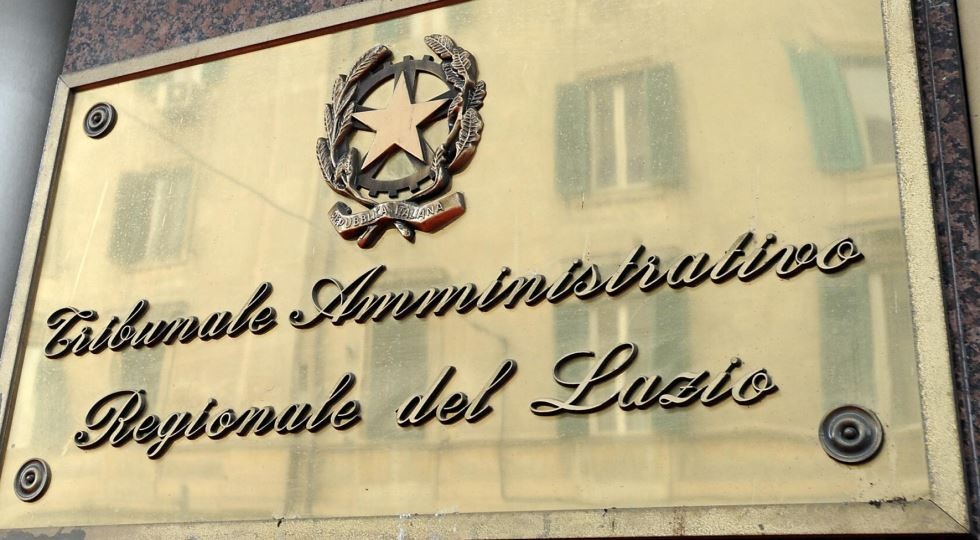 REPUBBLICA ITALIANA
Tribunale Amministrativo
Regionale del Lazio